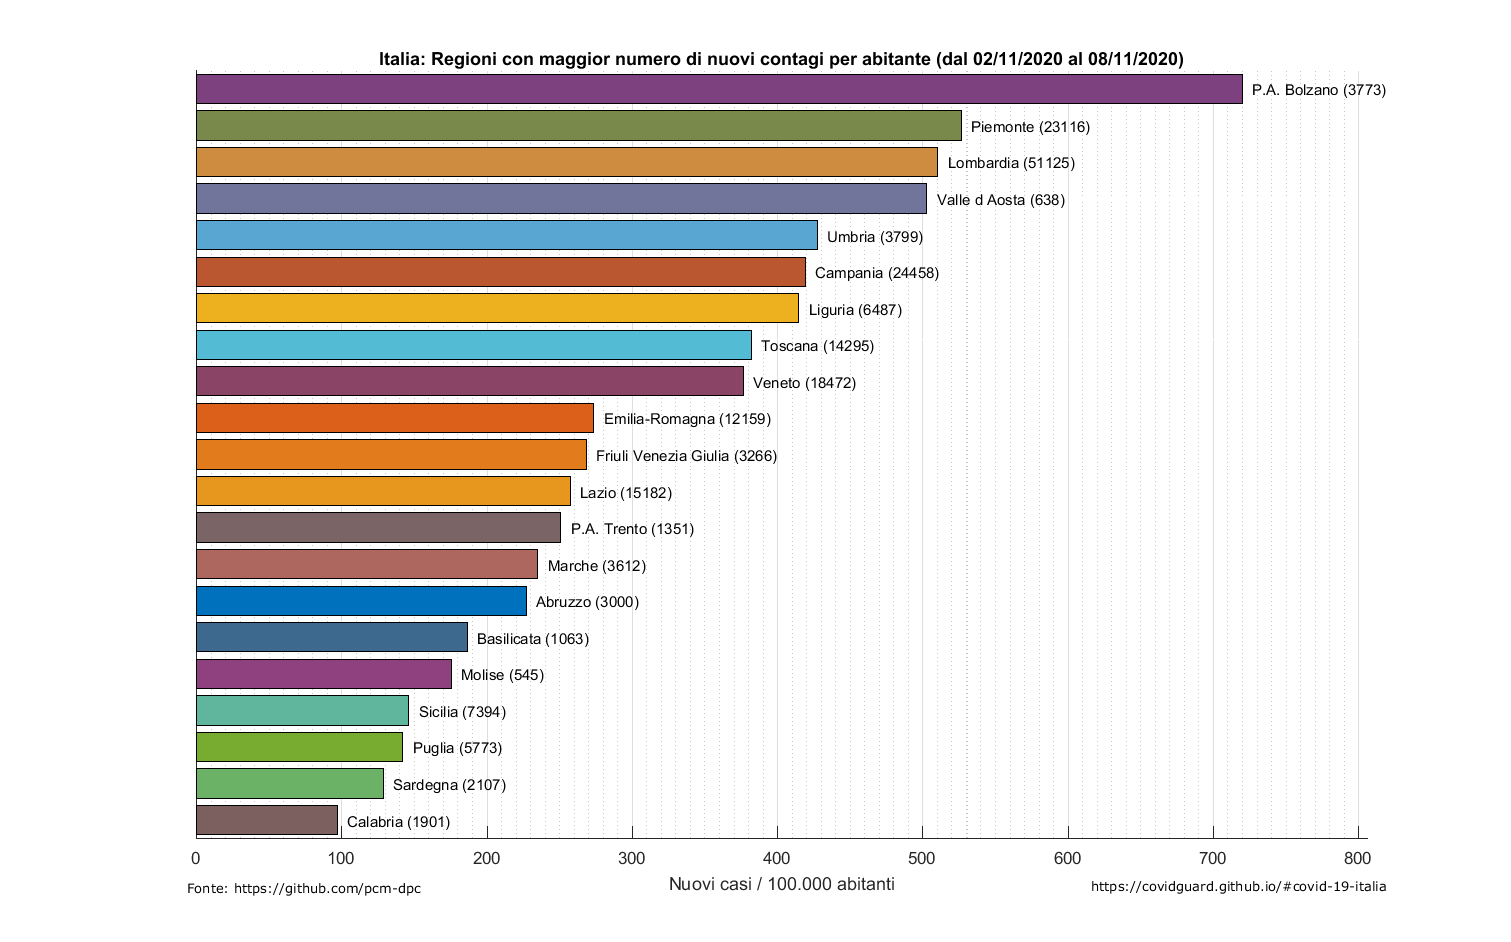 Italia: Regioni con maggior numero di nuovi contagi per abitante (dal 02/11/2020 al 08/11/2020)
P.A. Bolzano (3773)
Piemonte (23116)
Lombardia (51125)
Valle d Aosta (638)
Umbria (3799)
Campania (24458)
Liguria (6487)
Toscana (14295)
Veneto (18472)
Emilia-Romagna (12159)
Friuli Venezia Giulia (3266)
Lazio (15182)
P.A. Trento (1351)
Marche (3612)
Abruzzo (3000)
Basilicata (1063)
Molise (545)
Sicilia (7394)
Puglia (5773)
Sardegna (2107)
Calabria (1901)
0 100 200 300 400 500 600 700 800
Nuovi casi / 100.000 abitanti
Fonte: https://github.com/pcm-dpc
https://covidguard.github.io/#covid-19-italia